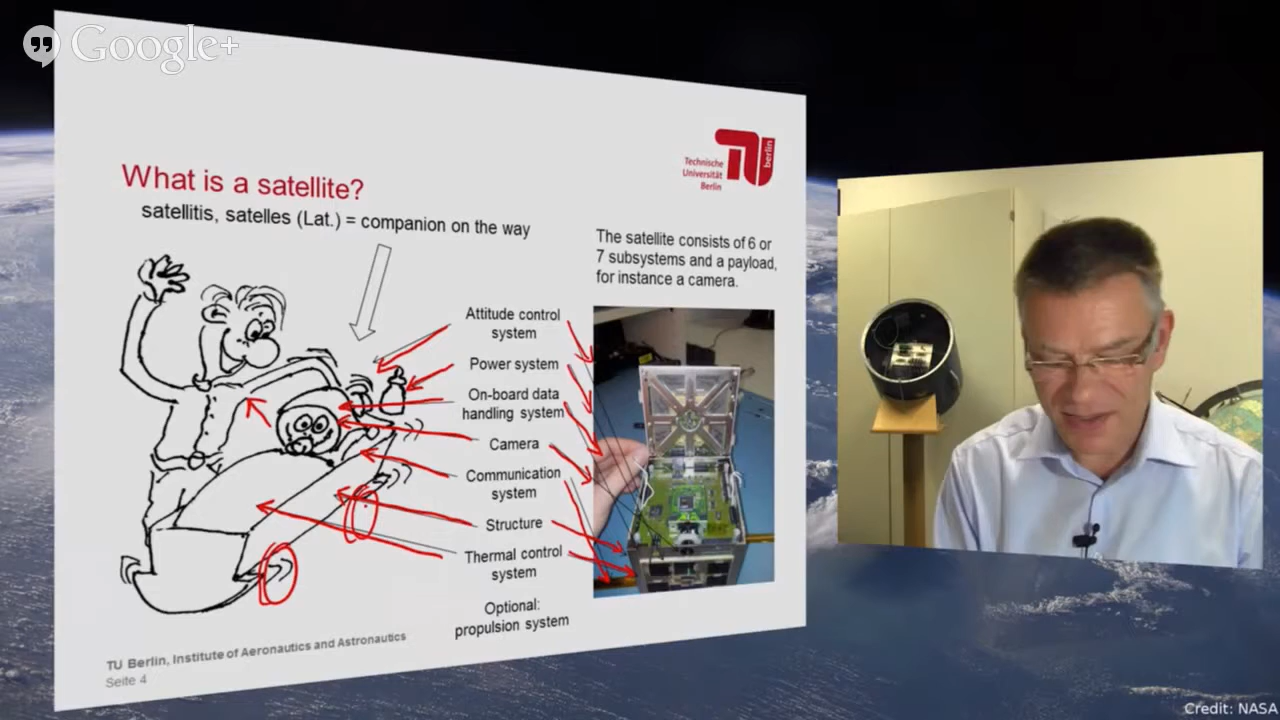 Google+
Technische
Universität
Berlin
berlin
What is a satellite?
satellitis, satelles (Lat.) = companion on the way
The satellite consists of 6 or
7 subsystems and a payload,
for instance a camera.
Attitude control
system
Power system
On-board data
handling system
Camera
Communication
system
Structure
Thermal control
system
Optional:
propulsion system
TU Berlin, Institute of Aeronautics and Astronautics
Seite 4
Credit: NASA